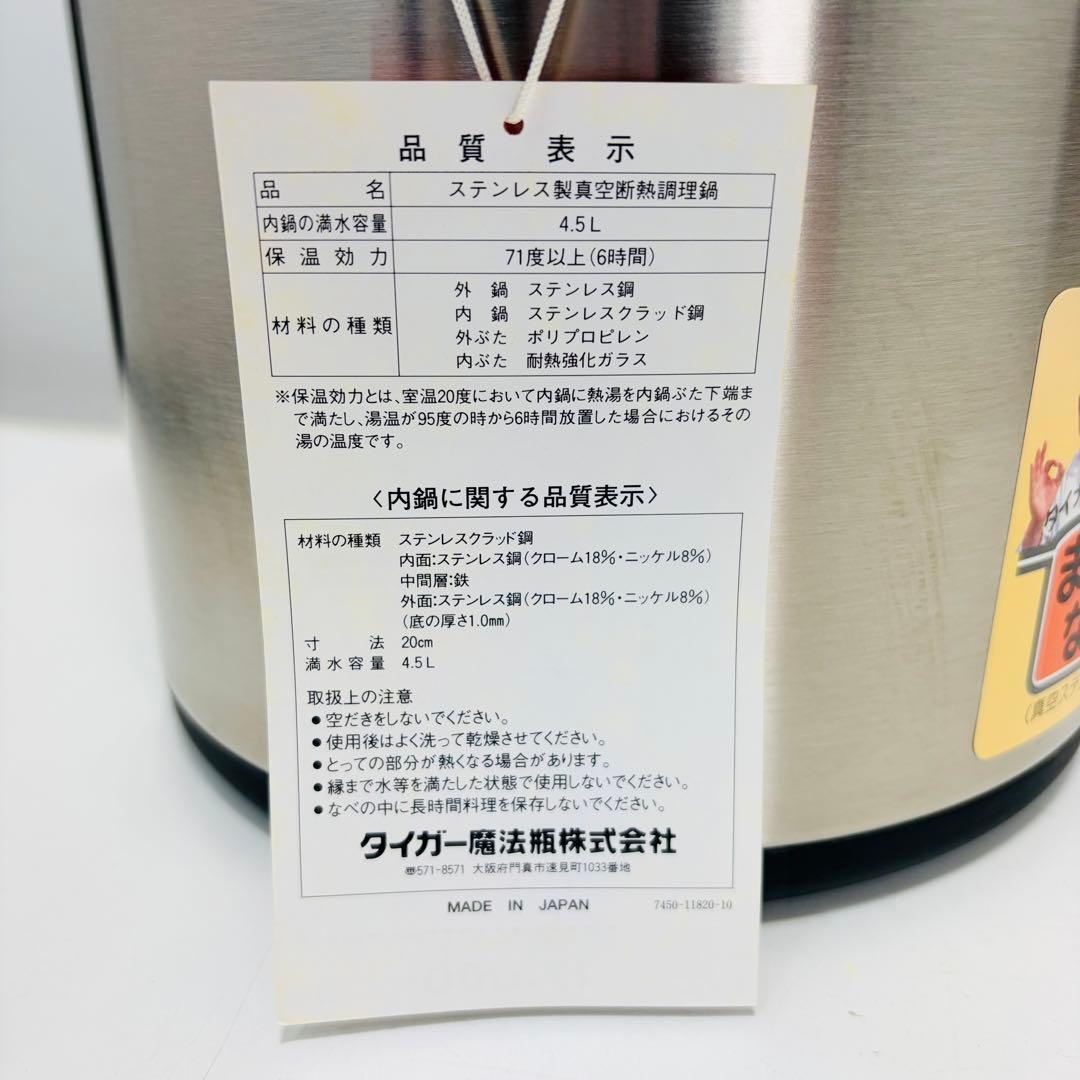 品質 表示
品名 ステンレス製真空断熱調理鍋
内鍋の満水容量 4.5L
保温効力 71度以上(6時間)
材料の種類
外鍋 ステンレス鋼
内鍋 ステンレスクラッド鋼
外ぶた ポリプロピレン
内ぶた 耐熱強化ガラス
※保温効力とは、室温20度において内鍋に熱湯を内鍋ぶた下端ま
で満たし、湯温が95度の時から6時間放置した場合におけるその
湯の温度です。
〈内鍋に関する品質表示〉
材料の種類 ステンレスクラッド鋼
内面:ステンレス鋼(クローム18%・ニッケル8%)
中間層:鉄
外面:ステンレス鋼(クローム18%・ニッケル8%)
(底の厚さ1.0㎜)
寸法 20㎝
満水容量 4.5L
取扱上の注意
●空だきをしないでください。
●使用後はよく洗って乾燥させてください。
●とっての部分が熱くなる場合があります。
●縁まで水等を満たした状態で使用しないでください。
●なべの中に長時間料理を保存しないでください。
タイガー魔法瓶株式会社
〠571-8571 大阪府門真市速見町1033番地
MADE IN JAPAN 7450-11820-10
タイガ
まな
(真空ステ